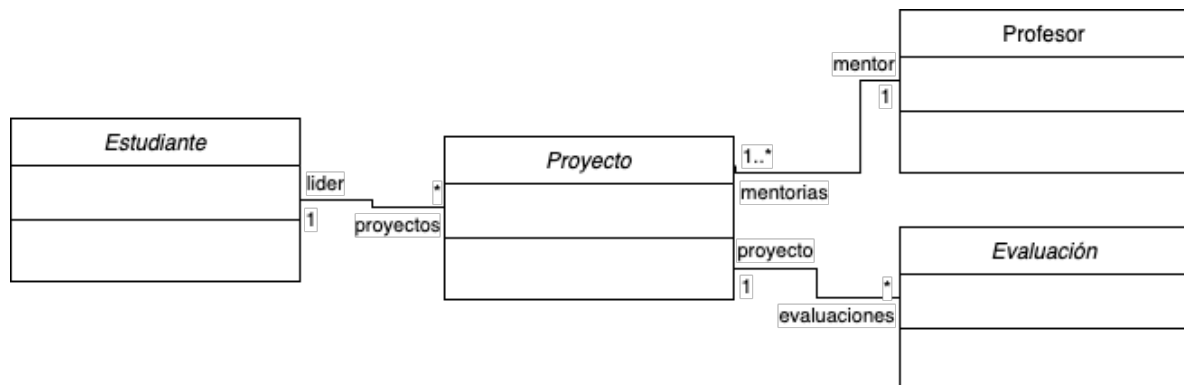 Profesor
mentor
1
Estudiante
lider
1
*
proyectos
Proyecto
1..*
mentorias
proyecto
1
*
evaluaciones
Evaluación